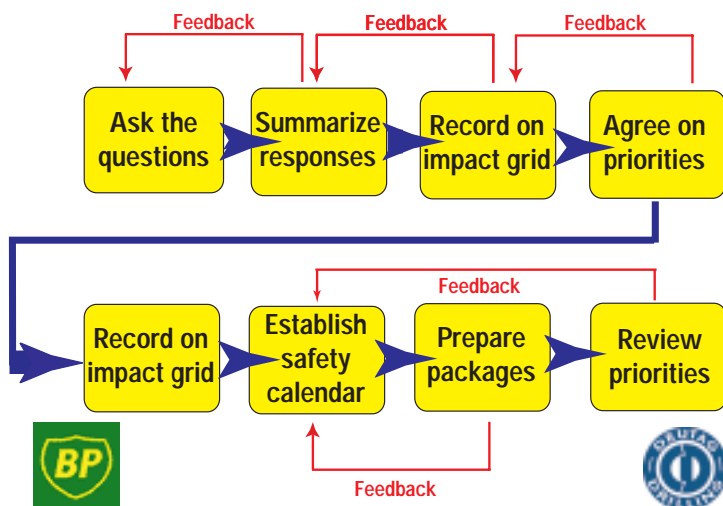 Feedback
Feedback
Feedback
Ask the
questions
Summarize
responses
Record on
impact grid
Agree on
priorities
Feedback
Record on
impact grid
Establish
safety
calendar
Prepare
packages
Review
priorities
Feedback
BP
DRILLING